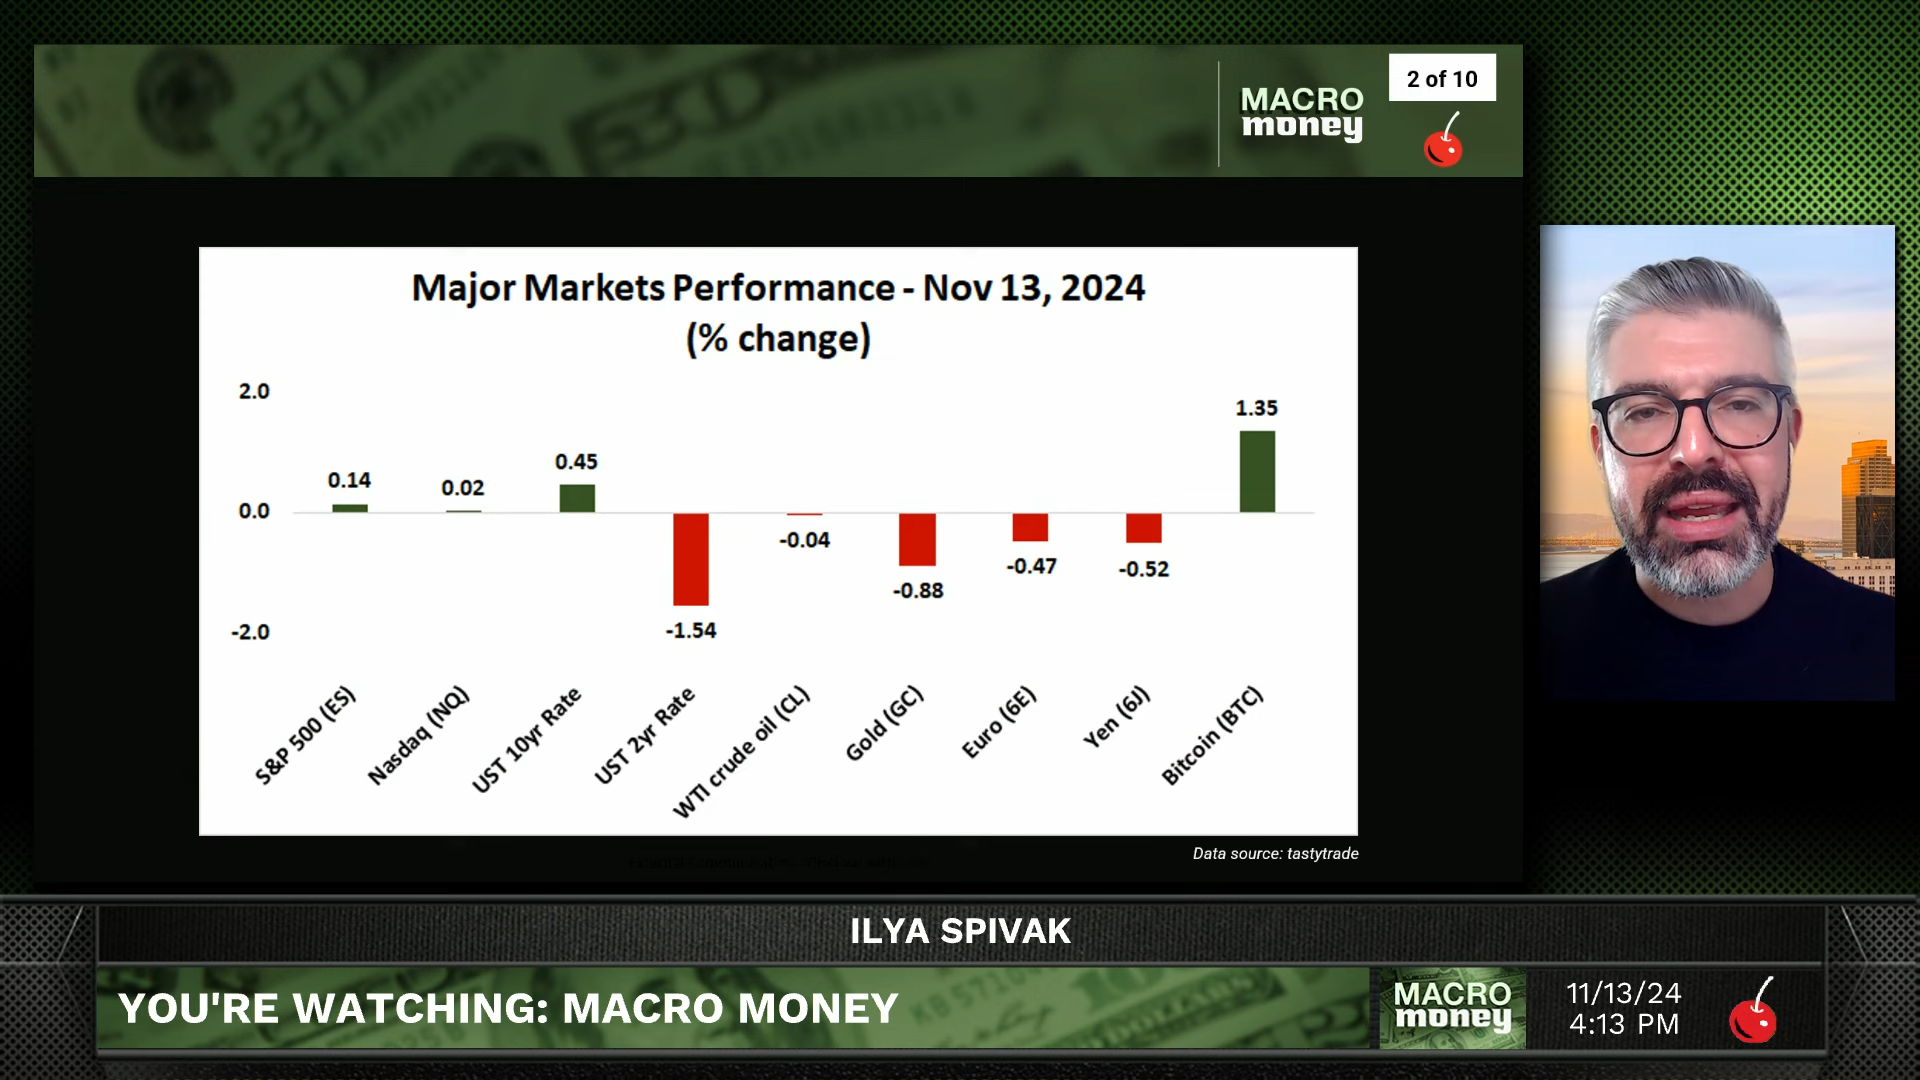 MACRO
money
2 of 10
Major Markets Performance - Nov 13, 2024
(% change)
2.0
0.0
-2.0
0.14
0.02
0.45
-1.54
-0.04
-0.88
-0.47
-0.52
1.35
S&P 500 (ES)
Nasdaq (NQ)
UST 10yr Rate
UST 2yr Rate
WTI crude oil (CL)
Gold (GC)
Euro (6E)
Yen (6J)
Bitcoin (BTC)
Data source: tastytrade
ILYA SPIVAK
YOU'RE WATCHING: MACRO MONEY
MACRO
money
11/13/24
4:13 PM